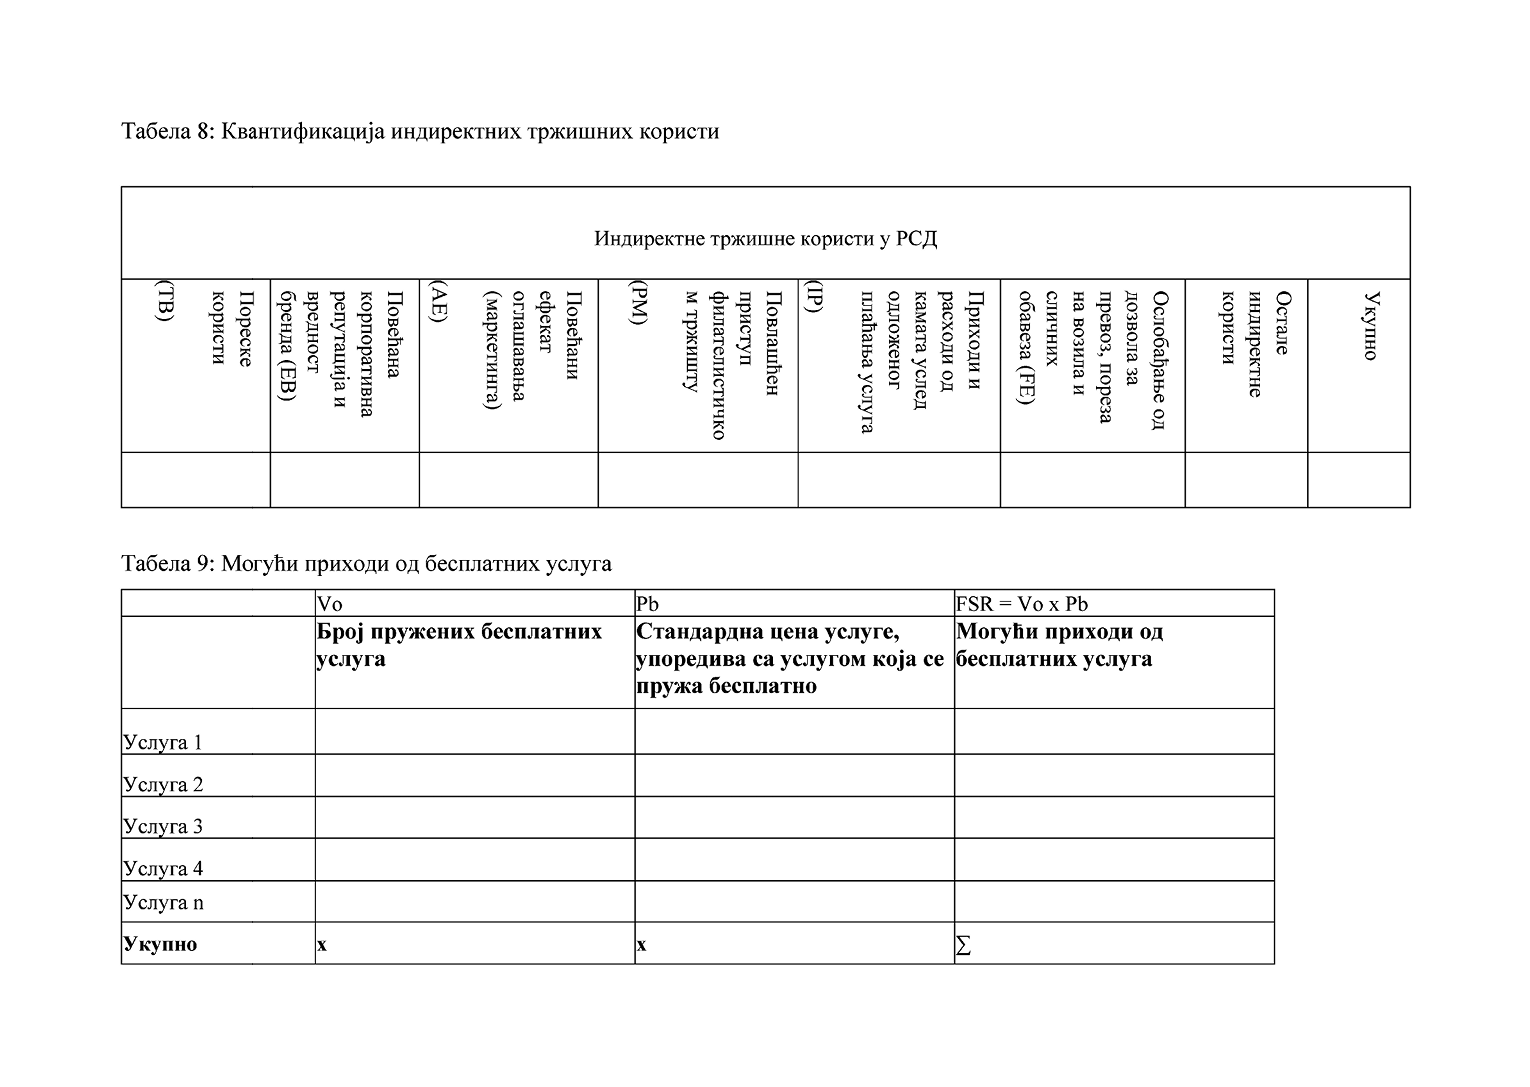 Табела 8: Квантификација индиректних тржишних користи
Индиректне тржишне користи у РСД
Пореске
користи
(TB)
Повећана
корпоративна
репутација и
вредност
бренда (EB)
Повећани
ефекат
оглашавања
(маркетинга)
(AE)
Повлашћен
приступ
филателистичко
м тржишту
(PM)
Приходи и
расходи од
камата услед
одложеног
плаћања услуга
(IP)
Ослобађање од
дозвола за
превоз, пореза
на возила и
сличних
обавеза (FE)
Остале
индиректне
користи
Укупно
Табела 9: Могући приходи од бесплатних услуга
Vo
Pb
FSR = Vo x Pb
Број пружених бесплатних
услуга
Стандардна цена услуге,
упоредива са услугом која се
пружа бесплатно
Могући приходи од
бесплатних услуга
Услуга 1
Услуга 2
Услуга 3
Услуга 4
Услуга n
Укупно
x
x
∑